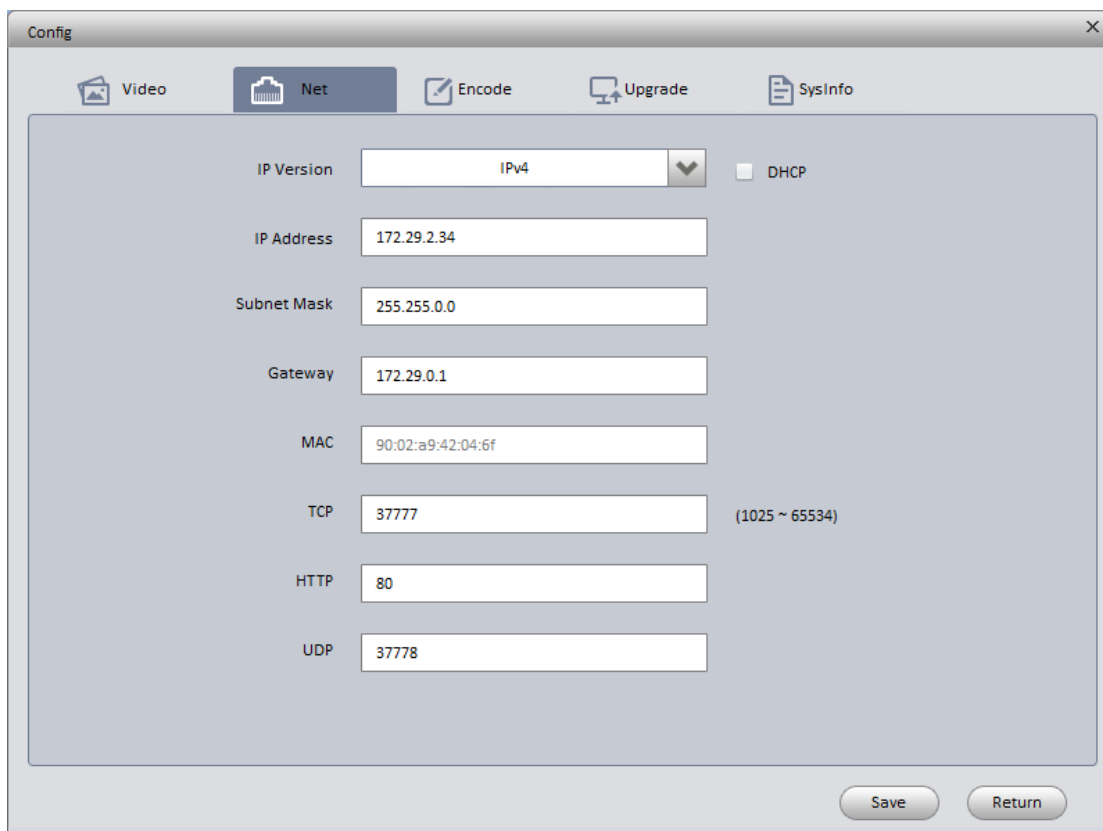 Config
Video Net Encode Upgrade SysInfo
IP Version IPv4 DHCP
IP Address 172.29.2.34
Subnet Mask 255.255.0.0
Gateway 172.29.0.1
MAC 90:02:a9:42:04:6f
TCP 37777 (1025 ~ 65534)
HTTP 80
UDP 37778
Save Return